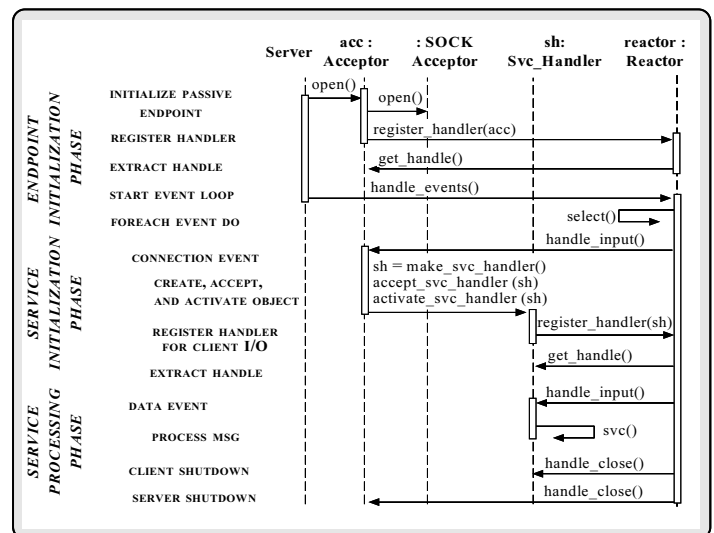 Server
acc :
Acceptor
: SOCK
Acceptor
sh:
Svc_Handler
reactor :
Reactor
ENDPOINT
INITIALIZATION
PHASE
INITIALIZE PASSIVE
ENDPOINT
open()
open()
REGISTER HANDLER
register_handler(acc)
EXTRACT HANDLE
get_handle()
START EVENT LOOP
handle_events()
FOREACH EVENT DO
select()
SERVICE
INITIALIZATION
PHASE
handle_input()
CONNECTION EVENT
CREATE, ACCEPT,
AND ACTIVATE OBJECT
sh = make_svc_handler()
accept_svc_handler (sh)
activate_svc_handler (sh)
REGISTER HANDLER
FOR CLIENT I/O
register_handler(sh)
EXTRACT HANDLE
get_handle()
SERVICE
PROCESSING
PHASE
DATA EVENT
handle_input()
PROCESS MSG
svc()
CLIENT SHUTDOWN
handle_close()
SERVER SHUTDOWN
handle_close()